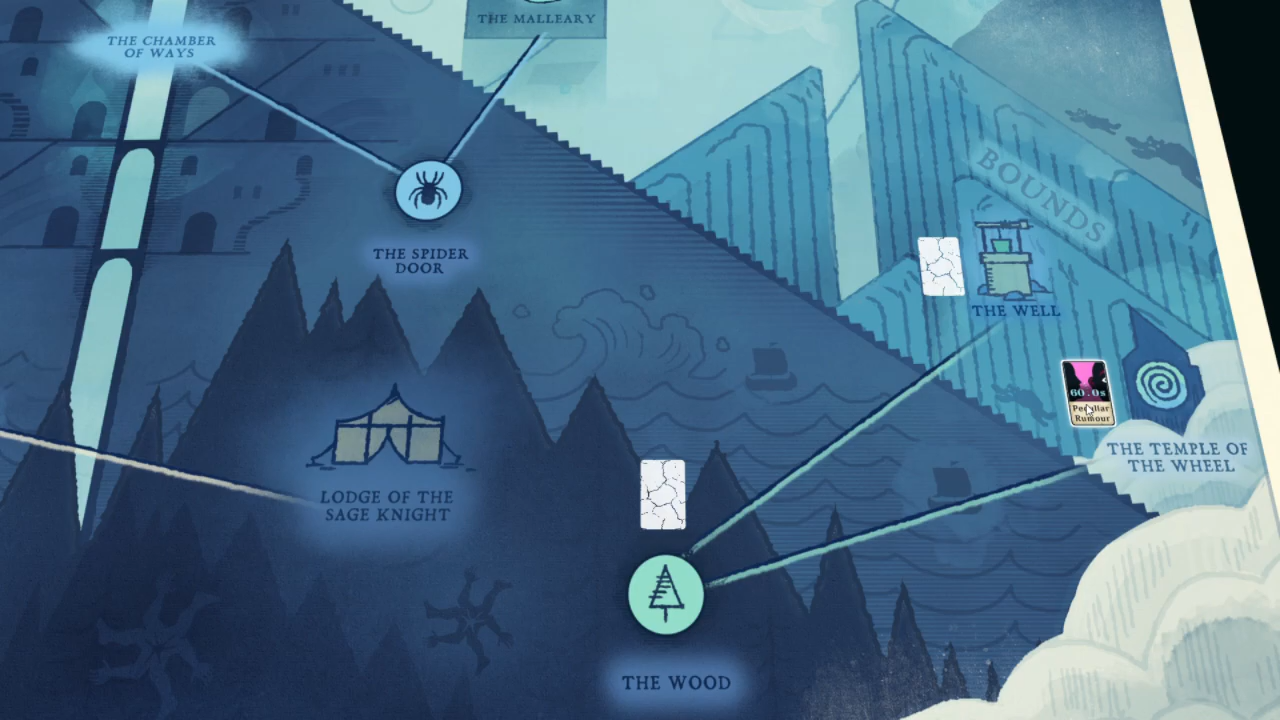 THE MALLEARY
THE CHAMBER
OF WAYS
BOUNDS
THE SPIDER
DOOR
THE WELL
60.0s
Peculiar
Rumour
THE TEMPLE OF
THE WHEEL
LODGE OF THE
SAGE KNIGHT
THE WOOD